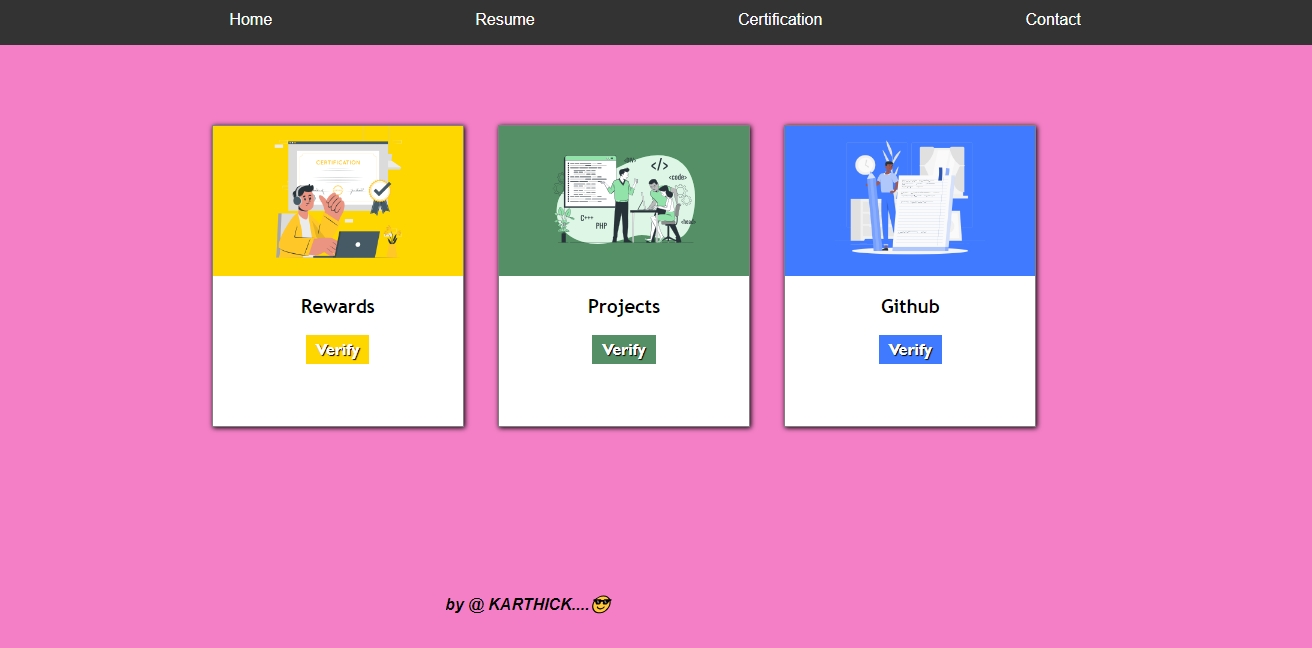 Home Resume Certification Contact
CERTIFICATION
</>
<code>
C++
PHP
Rewards Projects Github
Verify Verify Verify
by @ KARTHICK....😎